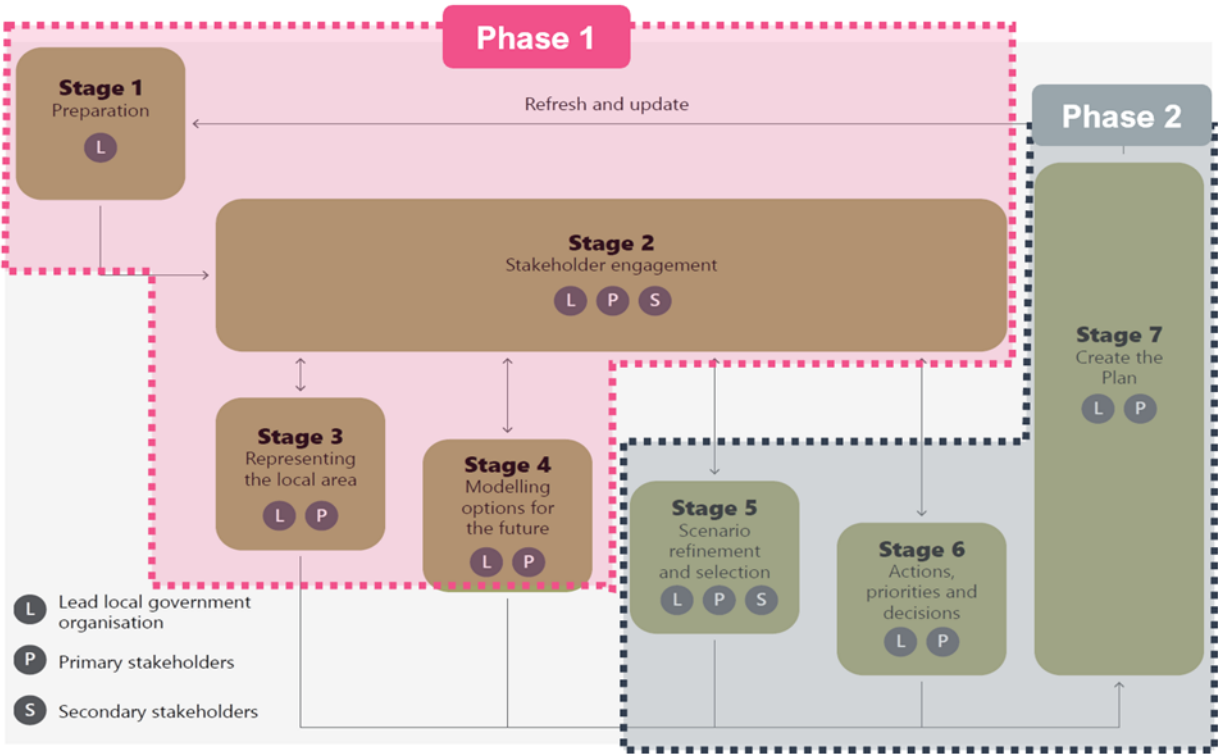 Phase 1
Stage 1
Preparation
L
Refresh and update
Phase 2
Stage 2
Stakeholder engagement
L P S
Stage 7
Create the
Plan
L P
Stage 3
Representing
the local area
L P
Stage 4
Modelling
options for
the future
L P
Stage 5
Scenario
refinement
and selection
L P S
Stage 6
Actions,
priorities and
decisions
L P
L Lead local government
organisation
P Primary stakeholders
S Secondary stakeholders